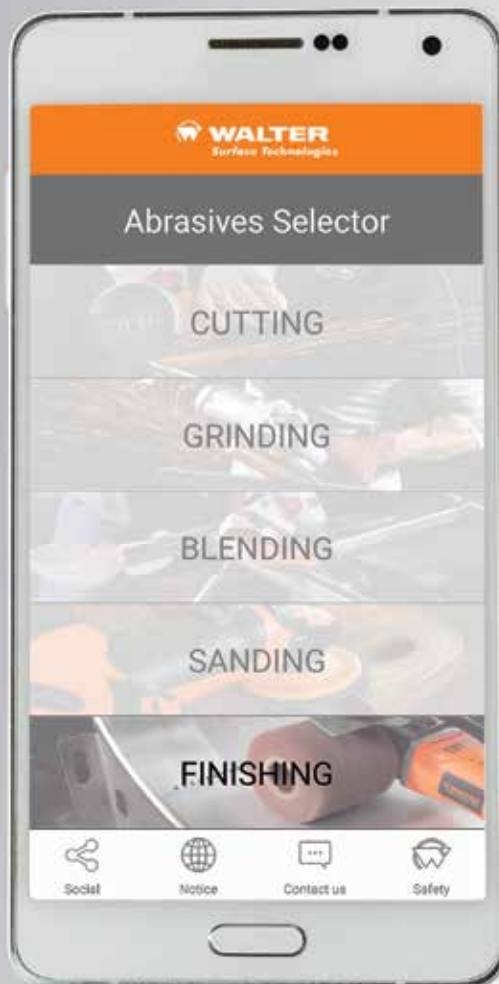 WALTER
Surface Technologies
Abrasives Selector
CUTTING
GRINDING
BLENDING
SANDING
FINISHING
Social
Notice
Contact us
Safety